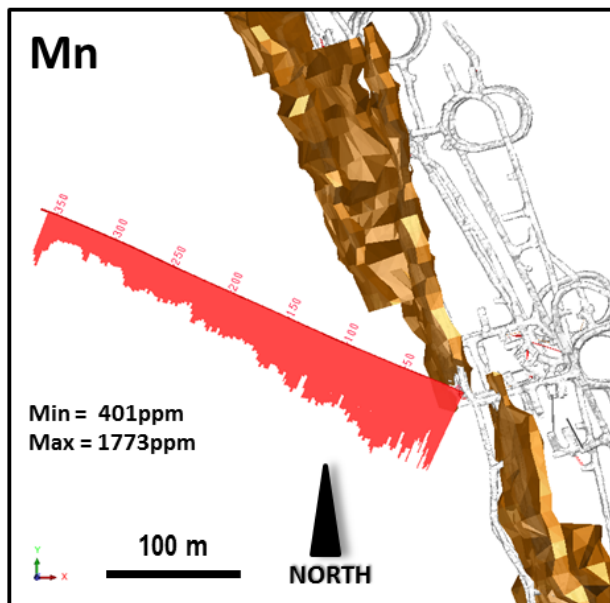 Mn
350
300
250
200
150
100
50
Min = 401ppm
Max = 1773ppm
100 m
NORTH
Y
X